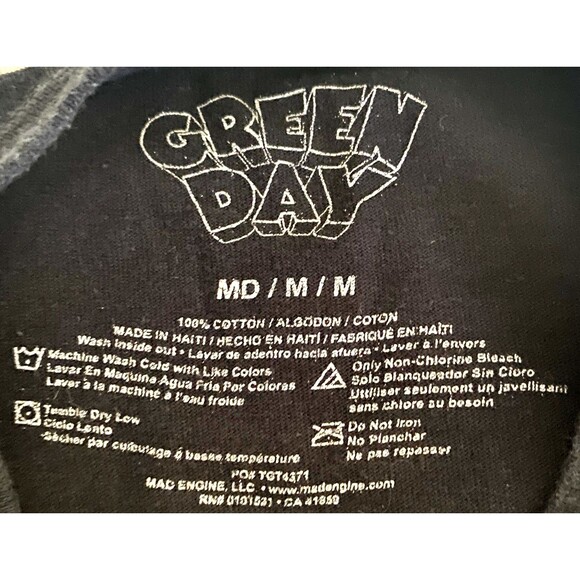 GREEN
DAY
MD / M / M
100% COTTON / ALGODON / COTON
MADE IN HAITI / HECHO EN HAITÍ / FABRIQUÉ EN HAÏTI
Wash inside out • Lavar de adentro hacia afuera • Laver à l'envers
Machine Wash Cold with Like Colors
Lavar En Maquina Agua Fria Por Colores
Laver à la machine à l'eau froide
Only Non-Chlorine Bleach
Solo Blanqueador Sin Cloro
Utiliser seulement un javellisant
sans chlore au besoin
Tumble Dry Low
Ciclo Lento
Sécher par culbutage à basse température
Do Not Iron
No Planchar
Ne pas repasser
PO# TGT4371
MAD ENGINE, LLC • www.madengine.com
RN# 0101531 • CA 41850